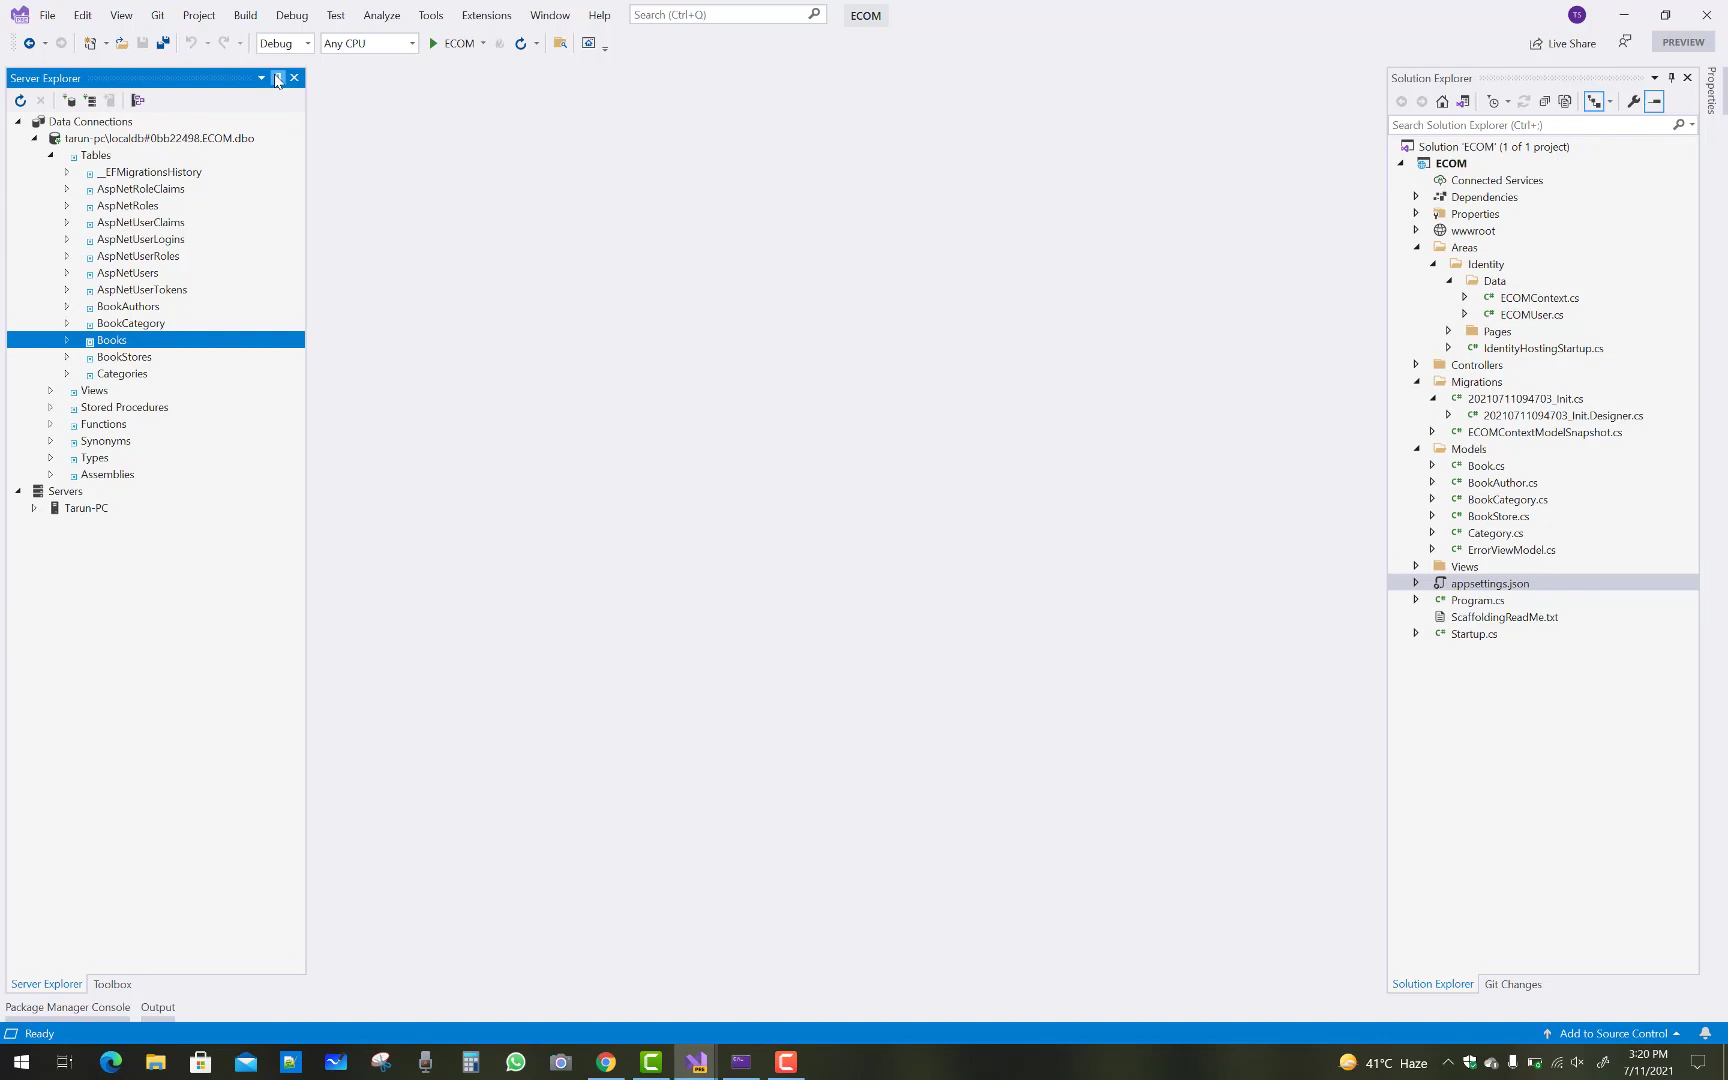 File Edit View Git Project Build Debug Test Analyze Tools Extensions Window Help Search (Ctrl+Q) ECOM TS
Debug Any CPU ECOM Live Share PREVIEW
Server Explorer
Data Connections
tarun-pc\localdb#0bb22498.ECOM.dbo
Tables
__EFMigrationsHistory
AspNetRoleClaims
AspNetRoles
AspNetUserClaims
AspNetUserLogins
AspNetUserRoles
AspNetUsers
AspNetUserTokens
BookAuthors
BookCategory
Books
BookStores
Categories
Views
Stored Procedures
Functions
Synonyms
Types
Assemblies
Servers
Tarun-PC
Server Explorer Toolbox
Package Manager Console Output
Solution Explorer
Search Solution Explorer (Ctrl+;)
Solution 'ECOM' (1 of 1 project)
ECOM
Connected Services
Dependencies
Properties
wwwroot
Areas
Identity
Data
ECOMContext.cs
ECOMUser.cs
Pages
IdentityHostingStartup.cs
Controllers
Migrations
20210711094703_Init.cs
20210711094703_Init.Designer.cs
ECOMContextModelSnapshot.cs
Models
Book.cs
BookAuthor.cs
BookCategory.cs
BookStore.cs
Category.cs
ErrorViewModel.cs
Views
appsettings.json
Program.cs
ScaffoldingReadMe.txt
Startup.cs
Solution Explorer Git Changes
Properties
Ready Add to Source Control
41°C Haze 3:20 PM
7/11/2021